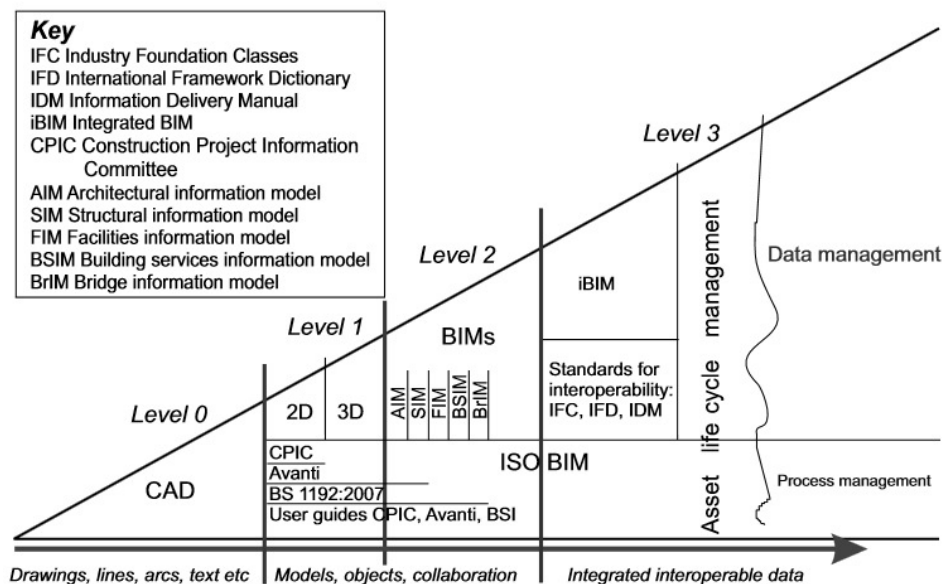 Key
IFC Industry Foundation Classes
IFD International Framework Dictionary
IDM Information Delivery Manual
iBIM Integrated BIM
CPIC Construction Project Information
Committee
AIM Architectural information model
SIM Structural information model
FIM Facilities information model
BSIM Building services information model
BrIM Bridge information model
Level 0
Level 1
Level 2
Level 3
CAD
2D
3D
BIMs
AIM
SIM
FIM
BSIM
BrIM
iBIM
Standards for
interoperability:
IFC, IFD, IDM
CPIC
Avanti
BS 1192:2007
User guides CPIC, Avanti, BSI
ISO BIM
Asset life cycle management
Data management
Process management
Drawings, lines, arcs, text etc
Models, objects, collaboration
Integrated interoperable data